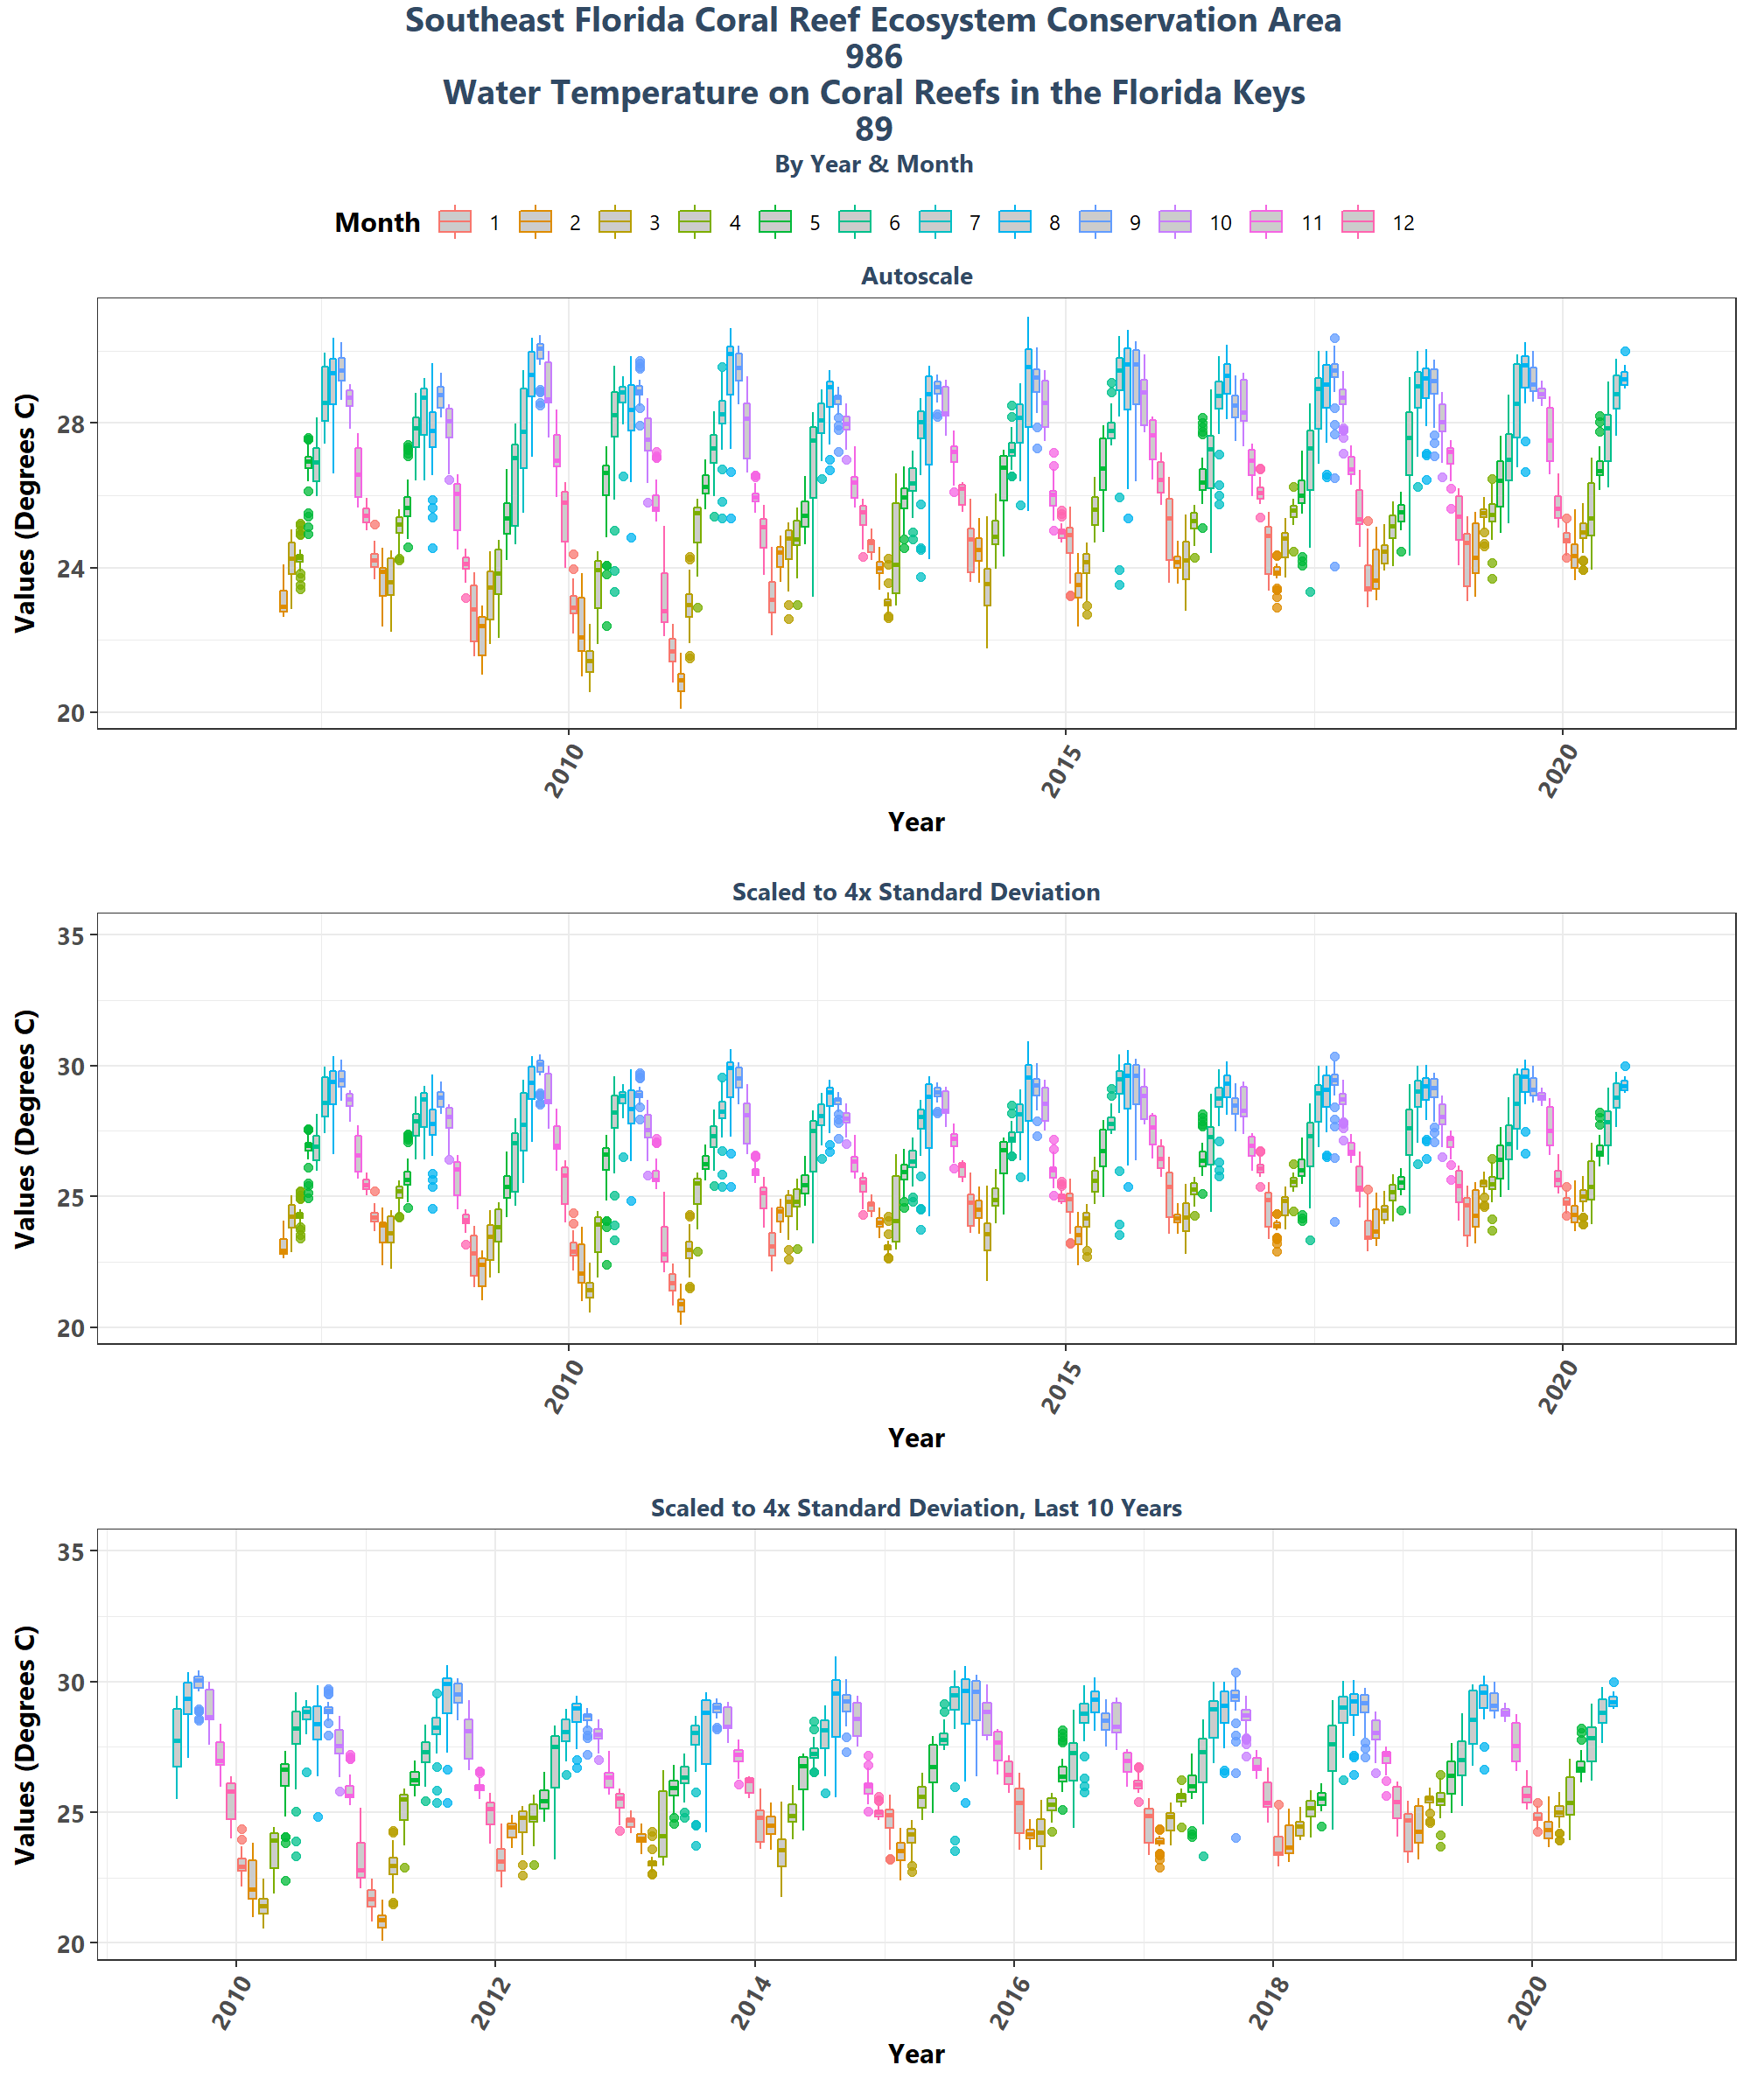 Southeast Florida Coral Reef Ecosystem Conservation Area
986
Water Temperature on Coral Reefs in the Florida Keys
89
By Year & Month
Month 1 2 3 4 5 6 7 8 9 10 11 12
Autoscale
Values (Degrees C)
28
24
20
2010 2015 2020
Year
Scaled to 4x Standard Deviation
Values (Degrees C)
35
30
25
20
2010 2015 2020
Year
Scaled to 4x Standard Deviation, Last 10 Years
Values (Degrees C)
35
30
25
20
2010 2012 2014 2016 2018 2020
Year